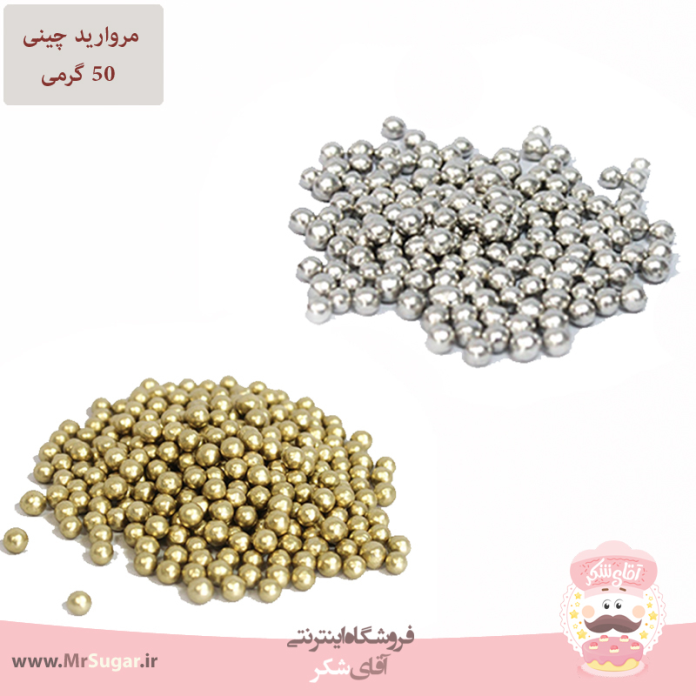 مروارید چینی
50 گرمی
آقای شکر
فروشگاه اینترنتی
آقای شکر
www.MrSugar.ir